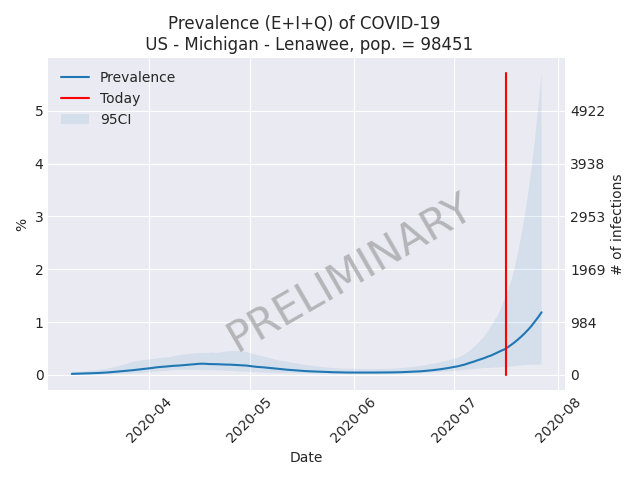 Prevalence (E+I+Q) of COVID-19
US - Michigan - Lenawee, pop. = 98451
Prevalence
Today
95CI
PRELIMINARY
%
5
4
3
2
1
0
4922
3938
2953
1969
984
0
# of infections
2020-04
2020-05
2020-06
2020-07
2020-08
Date